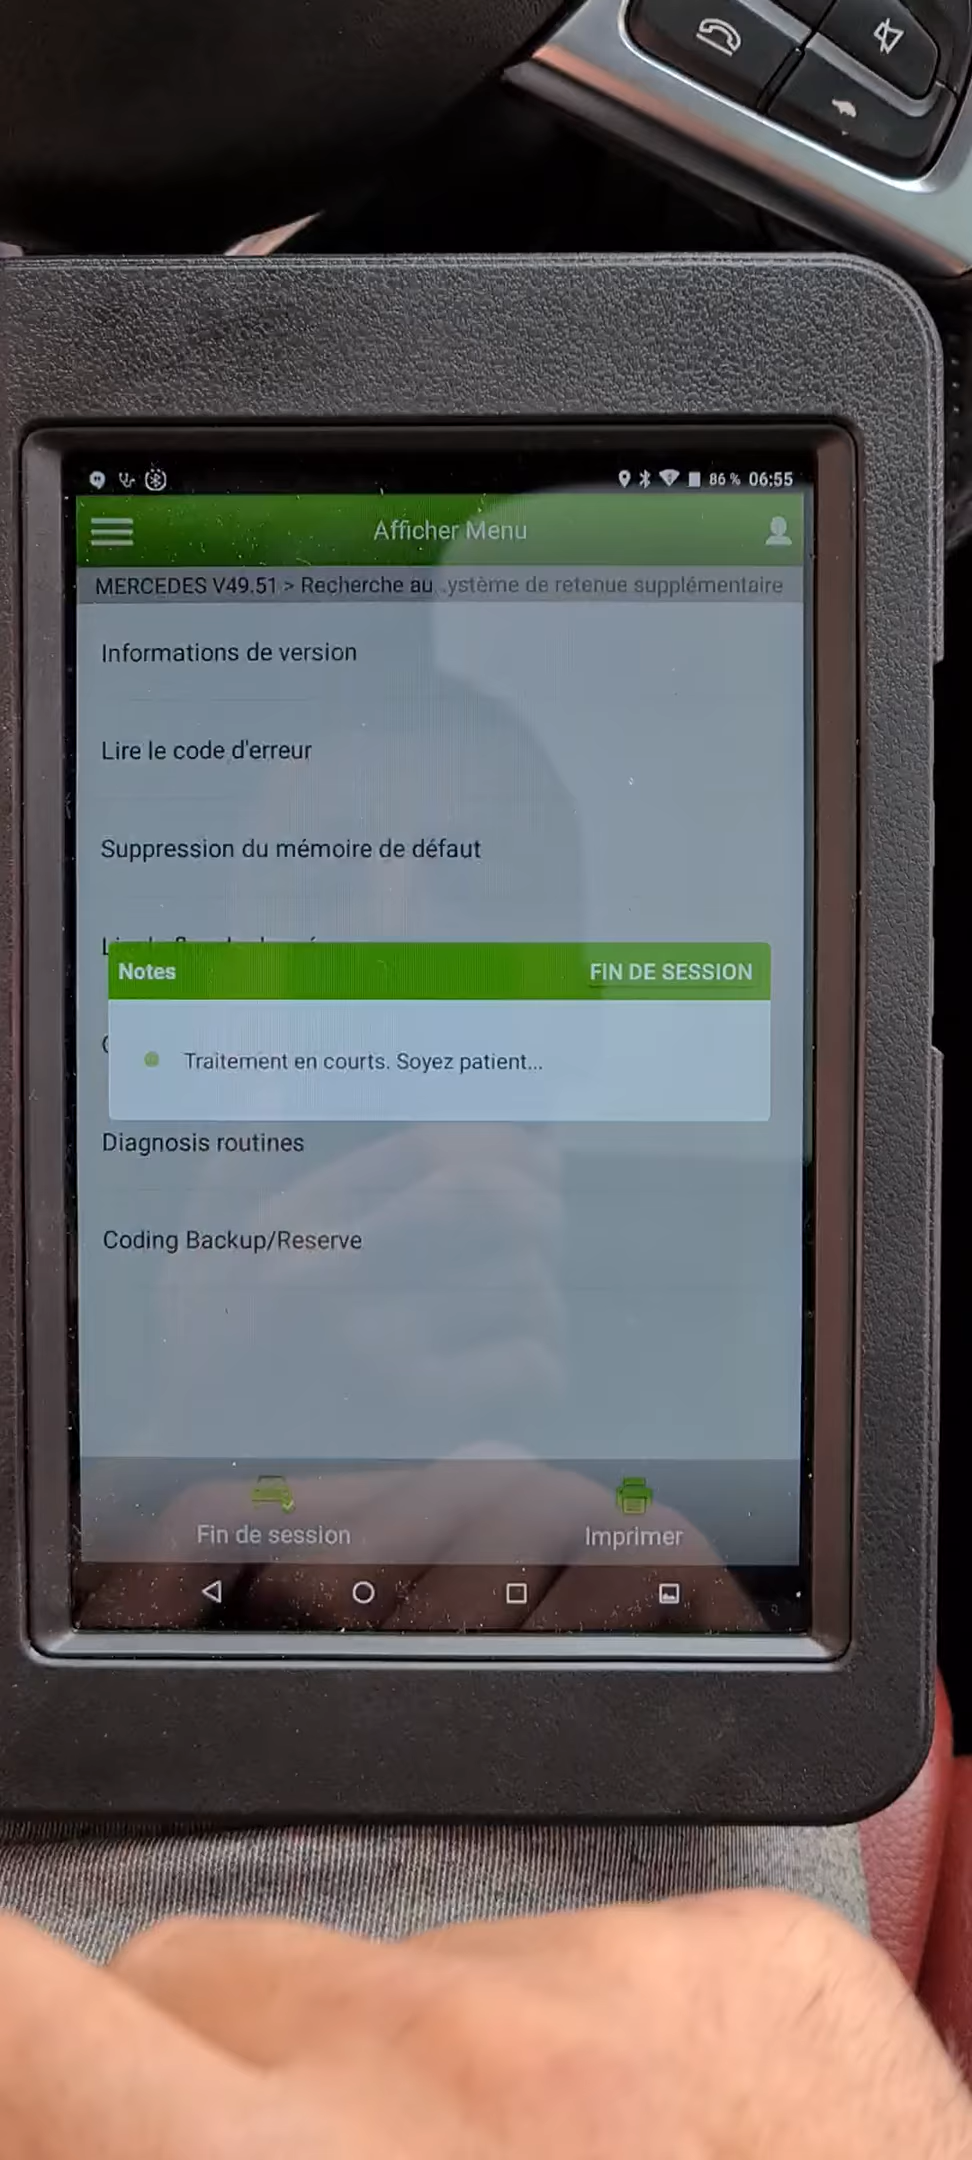 86 % 06:55
Afficher Menu
MERCEDES V49.51 > Recherche au..ystème de retenue supplémentaire
Informations de version
Lire le code d'erreur
Suppression du mémoire de défaut
Notes FIN DE SESSION
Traitement en courts. Soyez patient...
Diagnosis routines
Coding Backup/Reserve
Fin de session Imprimer